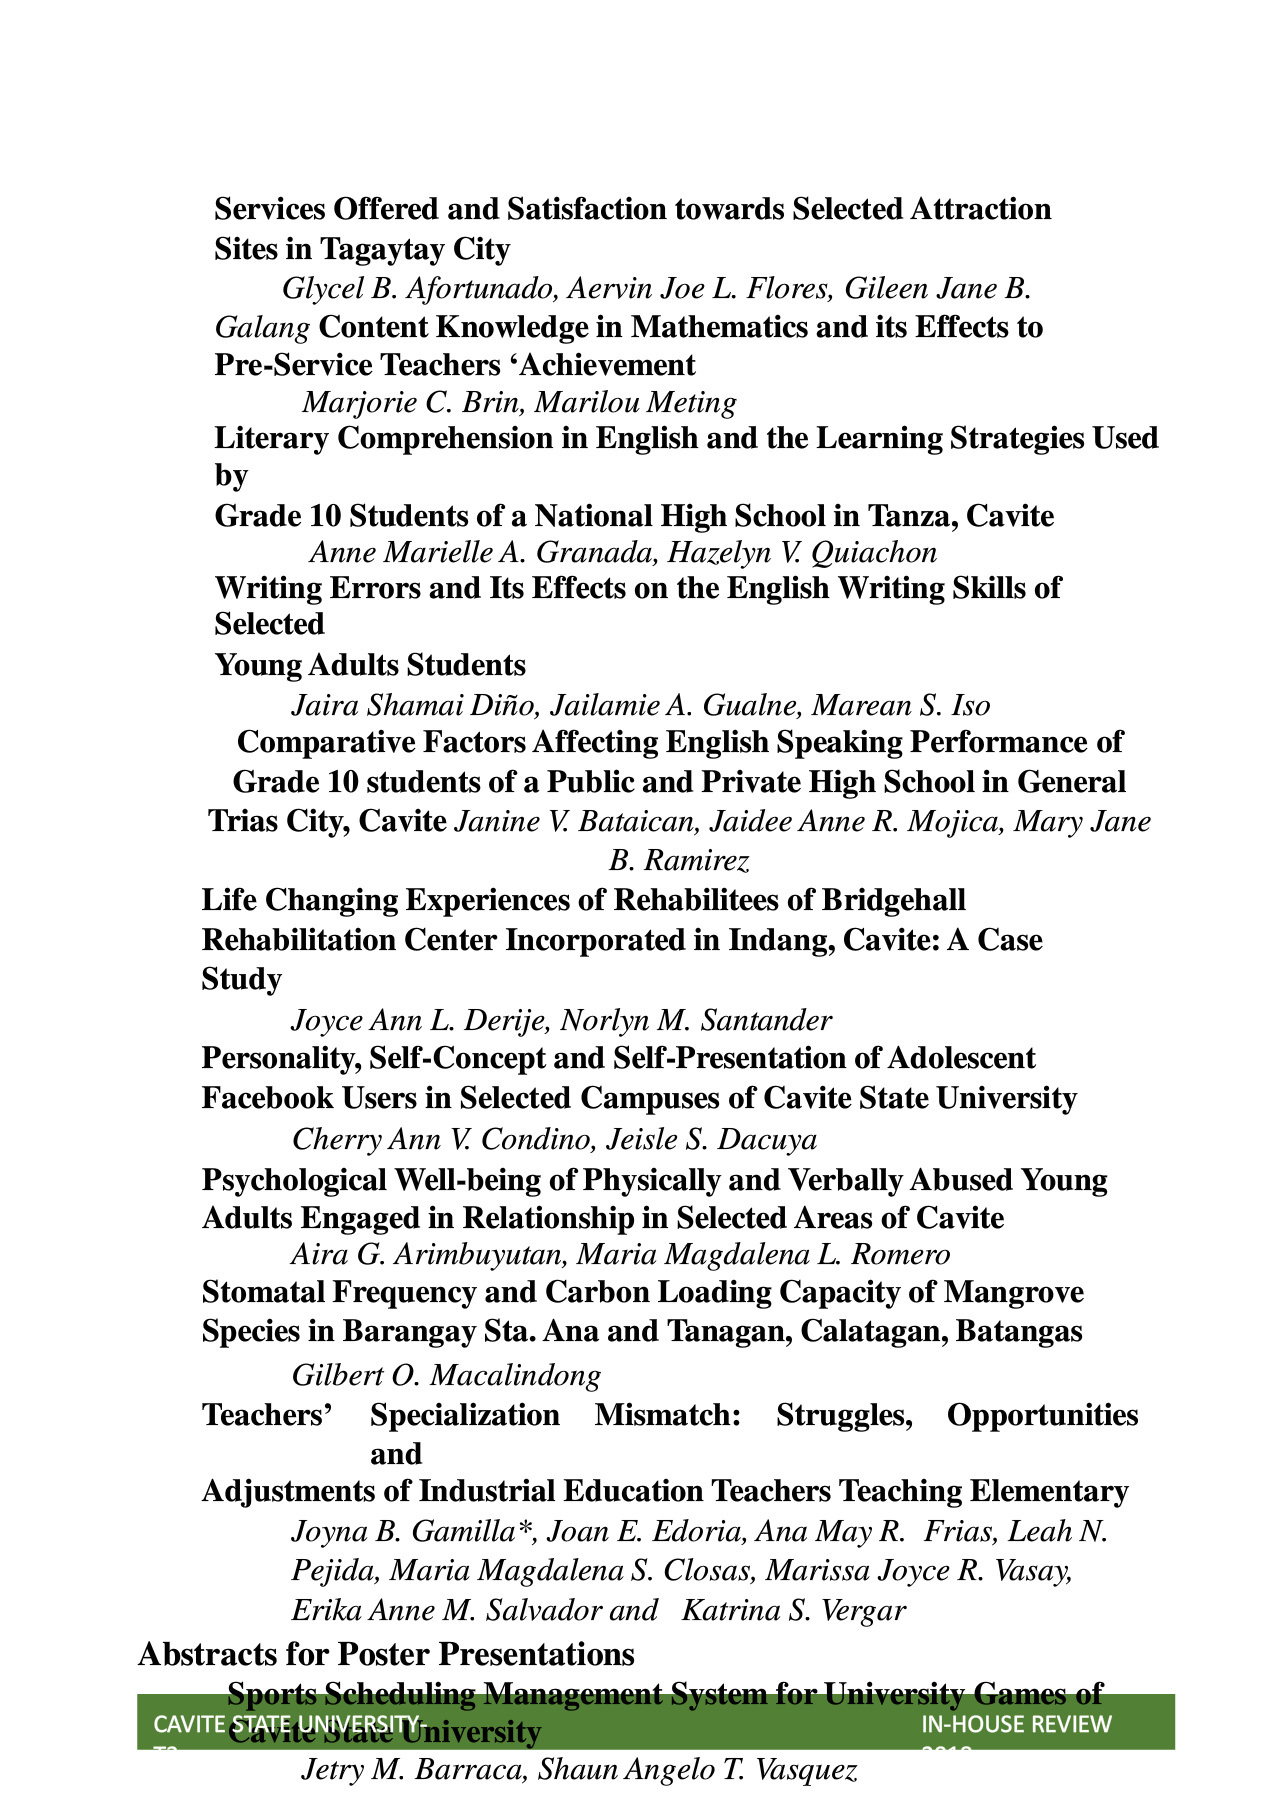 Services Offered and Satisfaction towards Selected Attraction
Sites in Tagaytay City
Glycel B. Afortunado, Aervin Joe L. Flores, Gileen Jane B.
Galang Content Knowledge in Mathematics and its Effects to
Pre-Service Teachers ‘Achievement
Marjorie C. Brin, Marilou Meting
Literary Comprehension in English and the Learning Strategies Used
by
Grade 10 Students of a National High School in Tanza, Cavite
Anne Marielle A. Granada, Hazelyn V. Quiachon
Writing Errors and Its Effects on the English Writing Skills of
Selected
Young Adults Students
Jaira Shamai Diño, Jailamie A. Gualne, Marean S. Iso
Comparative Factors Affecting English Speaking Performance of
Grade 10 students of a Public and Private High School in General
Trias City, Cavite Janine V. Bataican, Jaidee Anne R. Mojica, Mary Jane
B. Ramirez
Life Changing Experiences of Rehabilitees of Bridgehall
Rehabilitation Center Incorporated in Indang, Cavite: A Case
Study
Joyce Ann L. Derije, Norlyn M. Santander
Personality, Self-Concept and Self-Presentation of Adolescent
Facebook Users in Selected Campuses of Cavite State University
Cherry Ann V. Condino, Jeisle S. Dacuya
Psychological Well-being of Physically and Verbally Abused Young
Adults Engaged in Relationship in Selected Areas of Cavite
Aira G. Arimbuyutan, Maria Magdalena L. Romero
Stomatal Frequency and Carbon Loading Capacity of Mangrove
Species in Barangay Sta. Ana and Tanagan, Calatagan, Batangas
Gilbert O. Macalindong
Teachers’ Specialization Mismatch: Struggles, Opportunities
and
Adjustments of Industrial Education Teachers Teaching Elementary
Joyna B. Gamilla*, Joan E. Edoria, Ana May R. Frias, Leah N.
Pejida, Maria Magdalena S. Closas, Marissa Joyce R. Vasay,
Erika Anne M. Salvador and Katrina S. Vergar
Abstracts for Poster Presentations
Sports Scheduling Management System for University Games of
Cavite State University
CAVITE STATE UNIVERSITY-
IN-HOUSE REVIEW
Jetry M. Barraca, Shaun Angelo T. Vasquez